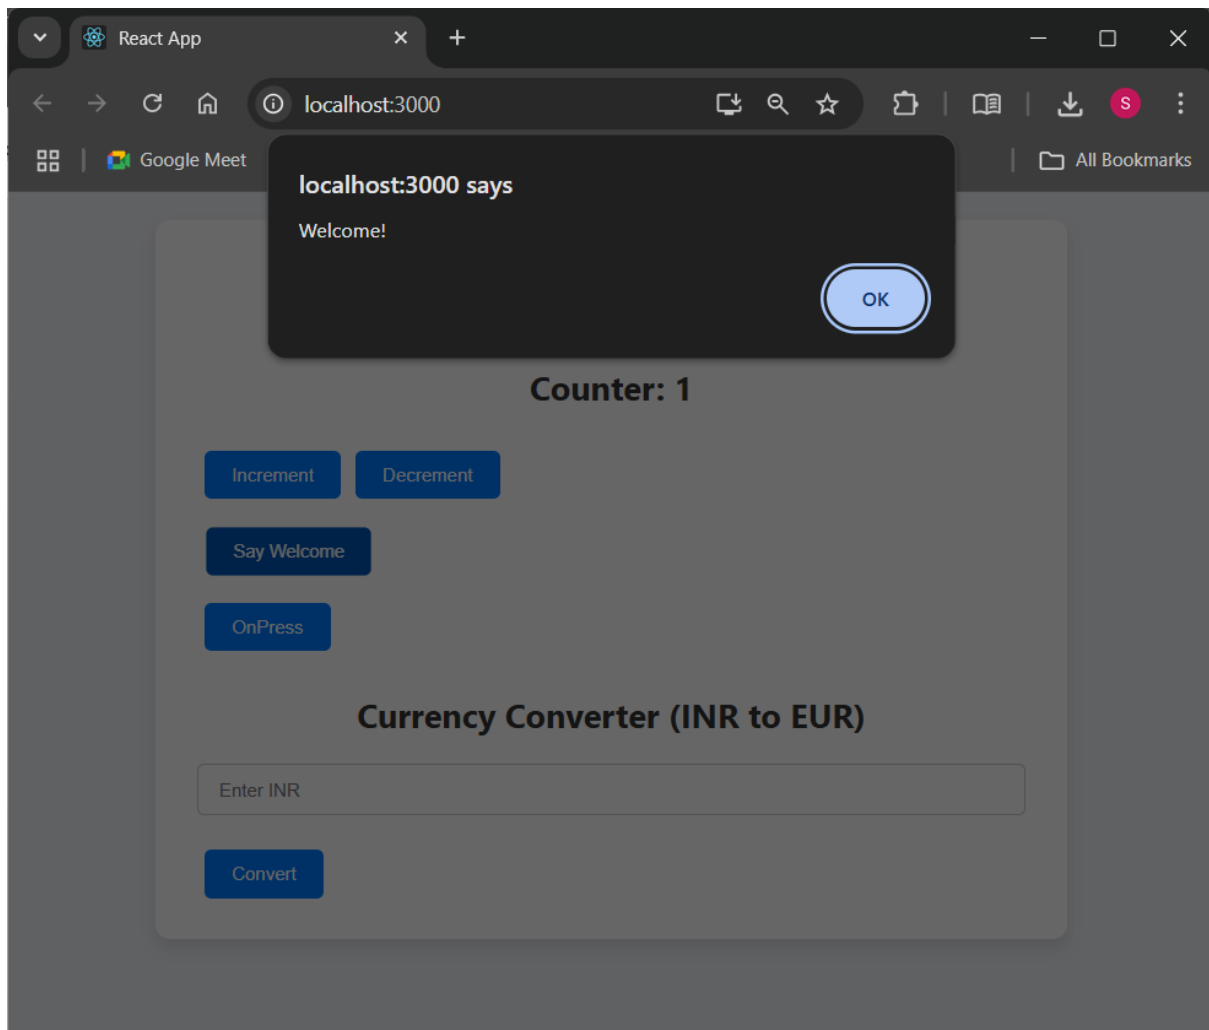 React App
localhost:3000
S
Google Meet
All Bookmarks
localhost:3000 says
Welcome!
OK
Counter: 1
Increment Decrement
Say Welcome
OnPress
Currency Converter (INR to EUR)
Enter INR
Convert